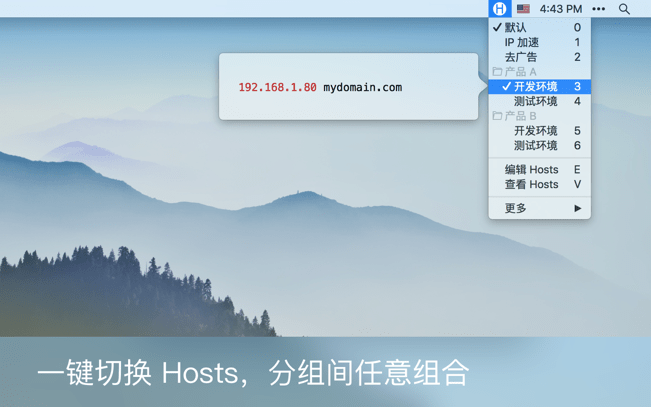 H 4:43 PM •••
✓ 默认 0
IP 加速 1
去广告 2
产品 A
✓ 开发环境 3
测试环境 4
产品 B
开发环境 5
测试环境 6
编辑 Hosts E
查看 Hosts V
更多 ▶
192.168.1.80 mydomain.com
一键切换 Hosts，分组间任意组合